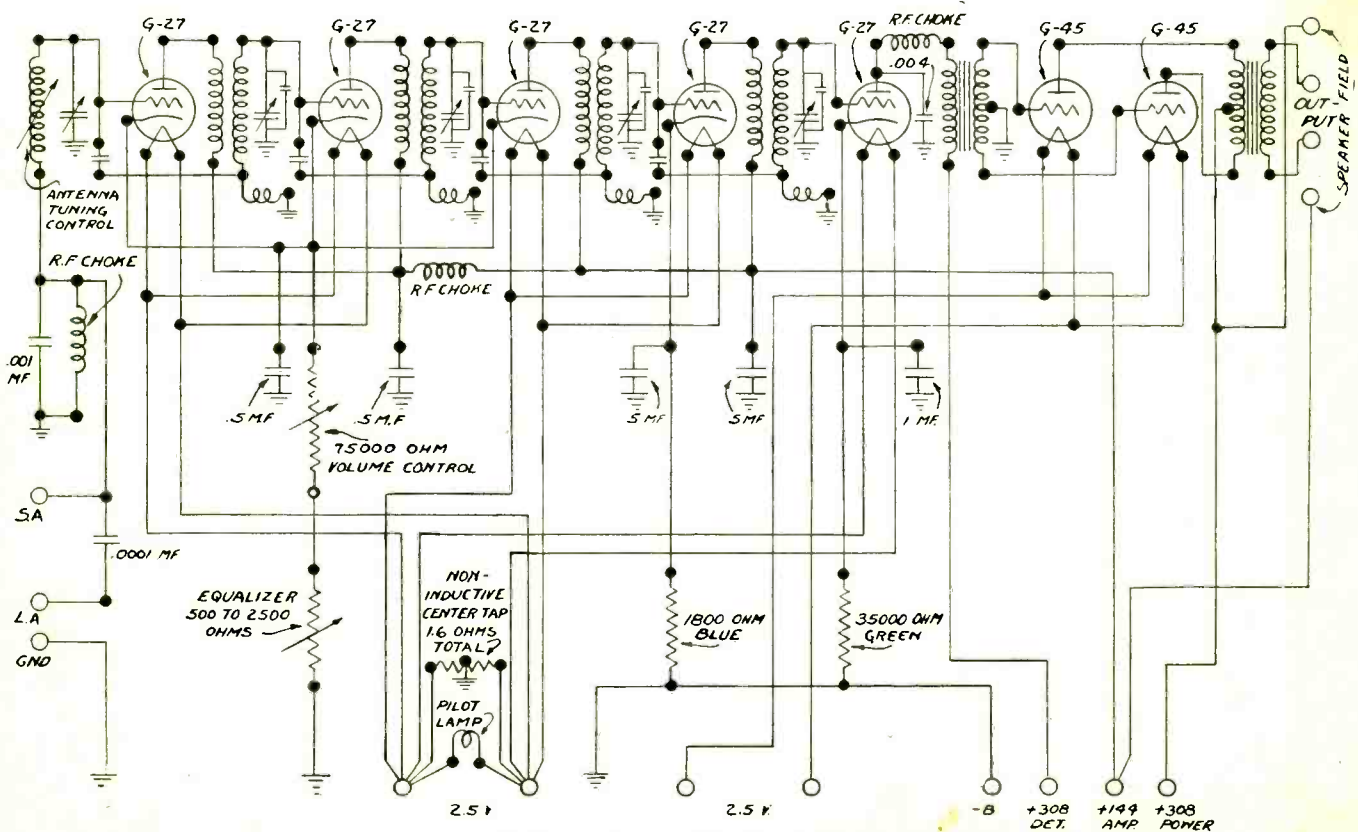 G-27
G-27
G-27
G-27
G-27
R.F. CHOKE
.004
G-45
G-45
OUT-
PUT
SPEAKER FIELD
ANTENNA
TUNING
CONTROL
R.F CHOKE
R F CHOKE
.001
MF
.5 M.F
.5 M.F
.5 MF
.5 MF
1 MF.
75000 OHM
VOLUME CONTROL
S.A
.0001 MF
L.A
GND
EQUALIZER
500 TO 2500
OHMS
NON-
INDUCTIVE
CENTER TAP
1.6 OHMS
TOTAL
PILOT
LAMP
1800 OHM
BLUE
35000 OHM
GREEN
2.5 V
2.5 V.
-B
+308
DET.
+144
AMP.
+308
POWER